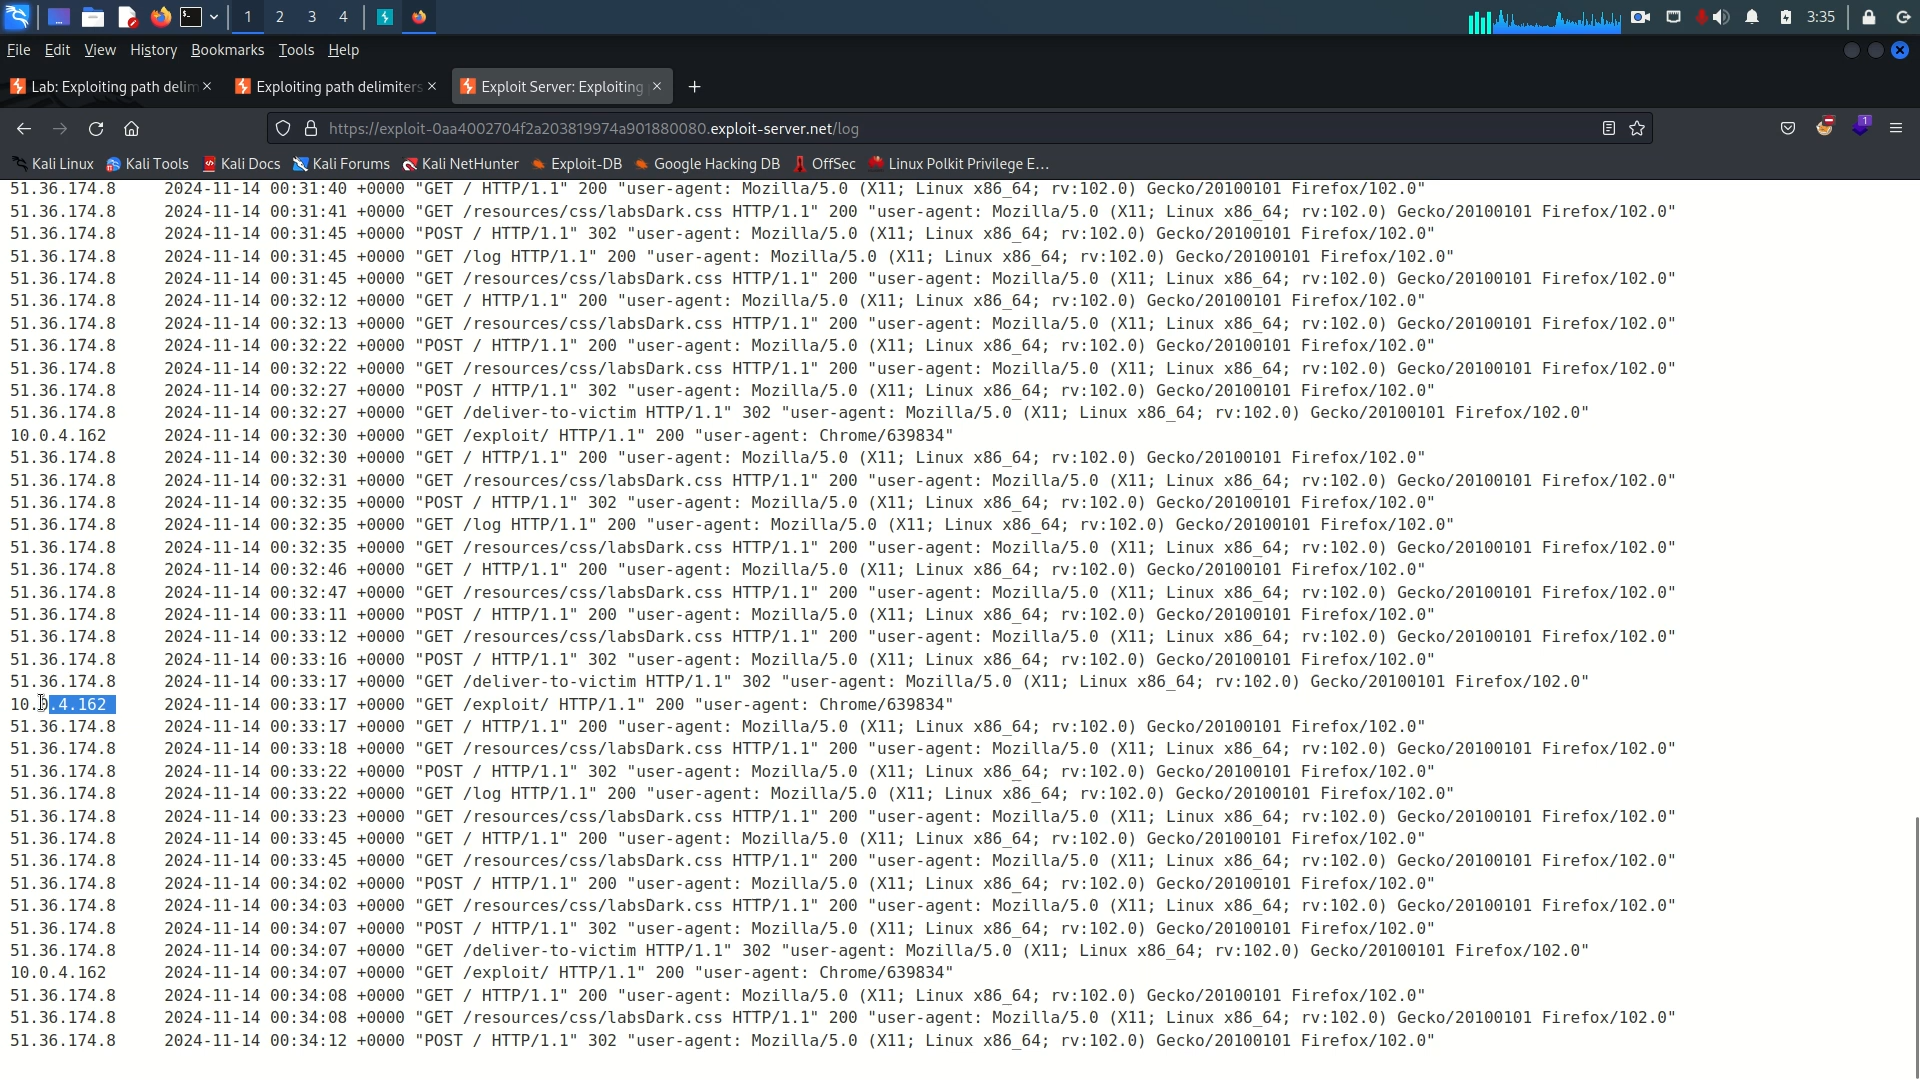 1 2 3 4 3:35
File Edit View History Bookmarks Tools Help
Lab: Exploiting path delim Exploiting path delimiters Exploit Server: Exploiting
https://exploit-0aa4002704f2a203819974a901880080.exploit-server.net/log 1
Kali Linux Kali Tools Kali Docs Kali Forums Kali NetHunter Exploit-DB Google Hacking DB OffSec Linux Polkit Privilege E...
51.36.174.8 2024-11-14 00:31:40 +0000 "GET / HTTP/1.1" 200 "user-agent: Mozilla/5.0 (X11; Linux x86_64; rv:102.0) Gecko/20100101 Firefox/102.0"
51.36.174.8 2024-11-14 00:31:41 +0000 "GET /resources/css/labsDark.css HTTP/1.1" 200 "user-agent: Mozilla/5.0 (X11; Linux x86_64; rv:102.0) Gecko/20100101 Firefox/102.0"
51.36.174.8 2024-11-14 00:31:45 +0000 "POST / HTTP/1.1" 302 "user-agent: Mozilla/5.0 (X11; Linux x86_64; rv:102.0) Gecko/20100101 Firefox/102.0"
51.36.174.8 2024-11-14 00:31:45 +0000 "GET /log HTTP/1.1" 200 "user-agent: Mozilla/5.0 (X11; Linux x86_64; rv:102.0) Gecko/20100101 Firefox/102.0"
51.36.174.8 2024-11-14 00:31:45 +0000 "GET /resources/css/labsDark.css HTTP/1.1" 200 "user-agent: Mozilla/5.0 (X11; Linux x86_64; rv:102.0) Gecko/20100101 Firefox/102.0"
51.36.174.8 2024-11-14 00:32:12 +0000 "GET / HTTP/1.1" 200 "user-agent: Mozilla/5.0 (X11; Linux x86_64; rv:102.0) Gecko/20100101 Firefox/102.0"
51.36.174.8 2024-11-14 00:32:13 +0000 "GET /resources/css/labsDark.css HTTP/1.1" 200 "user-agent: Mozilla/5.0 (X11; Linux x86_64; rv:102.0) Gecko/20100101 Firefox/102.0"
51.36.174.8 2024-11-14 00:32:22 +0000 "POST / HTTP/1.1" 200 "user-agent: Mozilla/5.0 (X11; Linux x86_64; rv:102.0) Gecko/20100101 Firefox/102.0"
51.36.174.8 2024-11-14 00:32:22 +0000 "GET /resources/css/labsDark.css HTTP/1.1" 200 "user-agent: Mozilla/5.0 (X11; Linux x86_64; rv:102.0) Gecko/20100101 Firefox/102.0"
51.36.174.8 2024-11-14 00:32:27 +0000 "POST / HTTP/1.1" 302 "user-agent: Mozilla/5.0 (X11; Linux x86_64; rv:102.0) Gecko/20100101 Firefox/102.0"
51.36.174.8 2024-11-14 00:32:27 +0000 "GET /deliver-to-victim HTTP/1.1" 302 "user-agent: Mozilla/5.0 (X11; Linux x86_64; rv:102.0) Gecko/20100101 Firefox/102.0"
10.0.4.162 2024-11-14 00:32:30 +0000 "GET /exploit/ HTTP/1.1" 200 "user-agent: Chrome/639834"
51.36.174.8 2024-11-14 00:32:30 +0000 "GET / HTTP/1.1" 200 "user-agent: Mozilla/5.0 (X11; Linux x86_64; rv:102.0) Gecko/20100101 Firefox/102.0"
51.36.174.8 2024-11-14 00:32:31 +0000 "GET /resources/css/labsDark.css HTTP/1.1" 200 "user-agent: Mozilla/5.0 (X11; Linux x86_64; rv:102.0) Gecko/20100101 Firefox/102.0"
51.36.174.8 2024-11-14 00:32:35 +0000 "POST / HTTP/1.1" 302 "user-agent: Mozilla/5.0 (X11; Linux x86_64; rv:102.0) Gecko/20100101 Firefox/102.0"
51.36.174.8 2024-11-14 00:32:35 +0000 "GET /log HTTP/1.1" 200 "user-agent: Mozilla/5.0 (X11; Linux x86_64; rv:102.0) Gecko/20100101 Firefox/102.0"
51.36.174.8 2024-11-14 00:32:35 +0000 "GET /resources/css/labsDark.css HTTP/1.1" 200 "user-agent: Mozilla/5.0 (X11; Linux x86_64; rv:102.0) Gecko/20100101 Firefox/102.0"
51.36.174.8 2024-11-14 00:32:46 +0000 "GET / HTTP/1.1" 200 "user-agent: Mozilla/5.0 (X11; Linux x86_64; rv:102.0) Gecko/20100101 Firefox/102.0"
51.36.174.8 2024-11-14 00:32:47 +0000 "GET /resources/css/labsDark.css HTTP/1.1" 200 "user-agent: Mozilla/5.0 (X11; Linux x86_64; rv:102.0) Gecko/20100101 Firefox/102.0"
51.36.174.8 2024-11-14 00:33:11 +0000 "POST / HTTP/1.1" 200 "user-agent: Mozilla/5.0 (X11; Linux x86_64; rv:102.0) Gecko/20100101 Firefox/102.0"
51.36.174.8 2024-11-14 00:33:12 +0000 "GET /resources/css/labsDark.css HTTP/1.1" 200 "user-agent: Mozilla/5.0 (X11; Linux x86_64; rv:102.0) Gecko/20100101 Firefox/102.0"
51.36.174.8 2024-11-14 00:33:16 +0000 "POST / HTTP/1.1" 302 "user-agent: Mozilla/5.0 (X11; Linux x86_64; rv:102.0) Gecko/20100101 Firefox/102.0"
51.36.174.8 2024-11-14 00:33:17 +0000 "GET /deliver-to-victim HTTP/1.1" 302 "user-agent: Mozilla/5.0 (X11; Linux x86_64; rv:102.0) Gecko/20100101 Firefox/102.0"
10.0.4.162 2024-11-14 00:33:17 +0000 "GET /exploit/ HTTP/1.1" 200 "user-agent: Chrome/639834"
51.36.174.8 2024-11-14 00:33:17 +0000 "GET / HTTP/1.1" 200 "user-agent: Mozilla/5.0 (X11; Linux x86_64; rv:102.0) Gecko/20100101 Firefox/102.0"
51.36.174.8 2024-11-14 00:33:18 +0000 "GET /resources/css/labsDark.css HTTP/1.1" 200 "user-agent: Mozilla/5.0 (X11; Linux x86_64; rv:102.0) Gecko/20100101 Firefox/102.0"
51.36.174.8 2024-11-14 00:33:22 +0000 "POST / HTTP/1.1" 302 "user-agent: Mozilla/5.0 (X11; Linux x86_64; rv:102.0) Gecko/20100101 Firefox/102.0"
51.36.174.8 2024-11-14 00:33:22 +0000 "GET /log HTTP/1.1" 200 "user-agent: Mozilla/5.0 (X11; Linux x86_64; rv:102.0) Gecko/20100101 Firefox/102.0"
51.36.174.8 2024-11-14 00:33:23 +0000 "GET /resources/css/labsDark.css HTTP/1.1" 200 "user-agent: Mozilla/5.0 (X11; Linux x86_64; rv:102.0) Gecko/20100101 Firefox/102.0"
51.36.174.8 2024-11-14 00:33:45 +0000 "GET / HTTP/1.1" 200 "user-agent: Mozilla/5.0 (X11; Linux x86_64; rv:102.0) Gecko/20100101 Firefox/102.0"
51.36.174.8 2024-11-14 00:33:45 +0000 "GET /resources/css/labsDark.css HTTP/1.1" 200 "user-agent: Mozilla/5.0 (X11; Linux x86_64; rv:102.0) Gecko/20100101 Firefox/102.0"
51.36.174.8 2024-11-14 00:34:02 +0000 "POST / HTTP/1.1" 200 "user-agent: Mozilla/5.0 (X11; Linux x86_64; rv:102.0) Gecko/20100101 Firefox/102.0"
51.36.174.8 2024-11-14 00:34:03 +0000 "GET /resources/css/labsDark.css HTTP/1.1" 200 "user-agent: Mozilla/5.0 (X11; Linux x86_64; rv:102.0) Gecko/20100101 Firefox/102.0"
51.36.174.8 2024-11-14 00:34:07 +0000 "POST / HTTP/1.1" 302 "user-agent: Mozilla/5.0 (X11; Linux x86_64; rv:102.0) Gecko/20100101 Firefox/102.0"
51.36.174.8 2024-11-14 00:34:07 +0000 "GET /deliver-to-victim HTTP/1.1" 302 "user-agent: Mozilla/5.0 (X11; Linux x86_64; rv:102.0) Gecko/20100101 Firefox/102.0"
10.0.4.162 2024-11-14 00:34:07 +0000 "GET /exploit/ HTTP/1.1" 200 "user-agent: Chrome/639834"
51.36.174.8 2024-11-14 00:34:08 +0000 "GET / HTTP/1.1" 200 "user-agent: Mozilla/5.0 (X11; Linux x86_64; rv:102.0) Gecko/20100101 Firefox/102.0"
51.36.174.8 2024-11-14 00:34:08 +0000 "GET /resources/css/labsDark.css HTTP/1.1" 200 "user-agent: Mozilla/5.0 (X11; Linux x86_64; rv:102.0) Gecko/20100101 Firefox/102.0"
51.36.174.8 2024-11-14 00:34:12 +0000 "POST / HTTP/1.1" 302 "user-agent: Mozilla/5.0 (X11; Linux x86_64; rv:102.0) Gecko/20100101 Firefox/102.0"